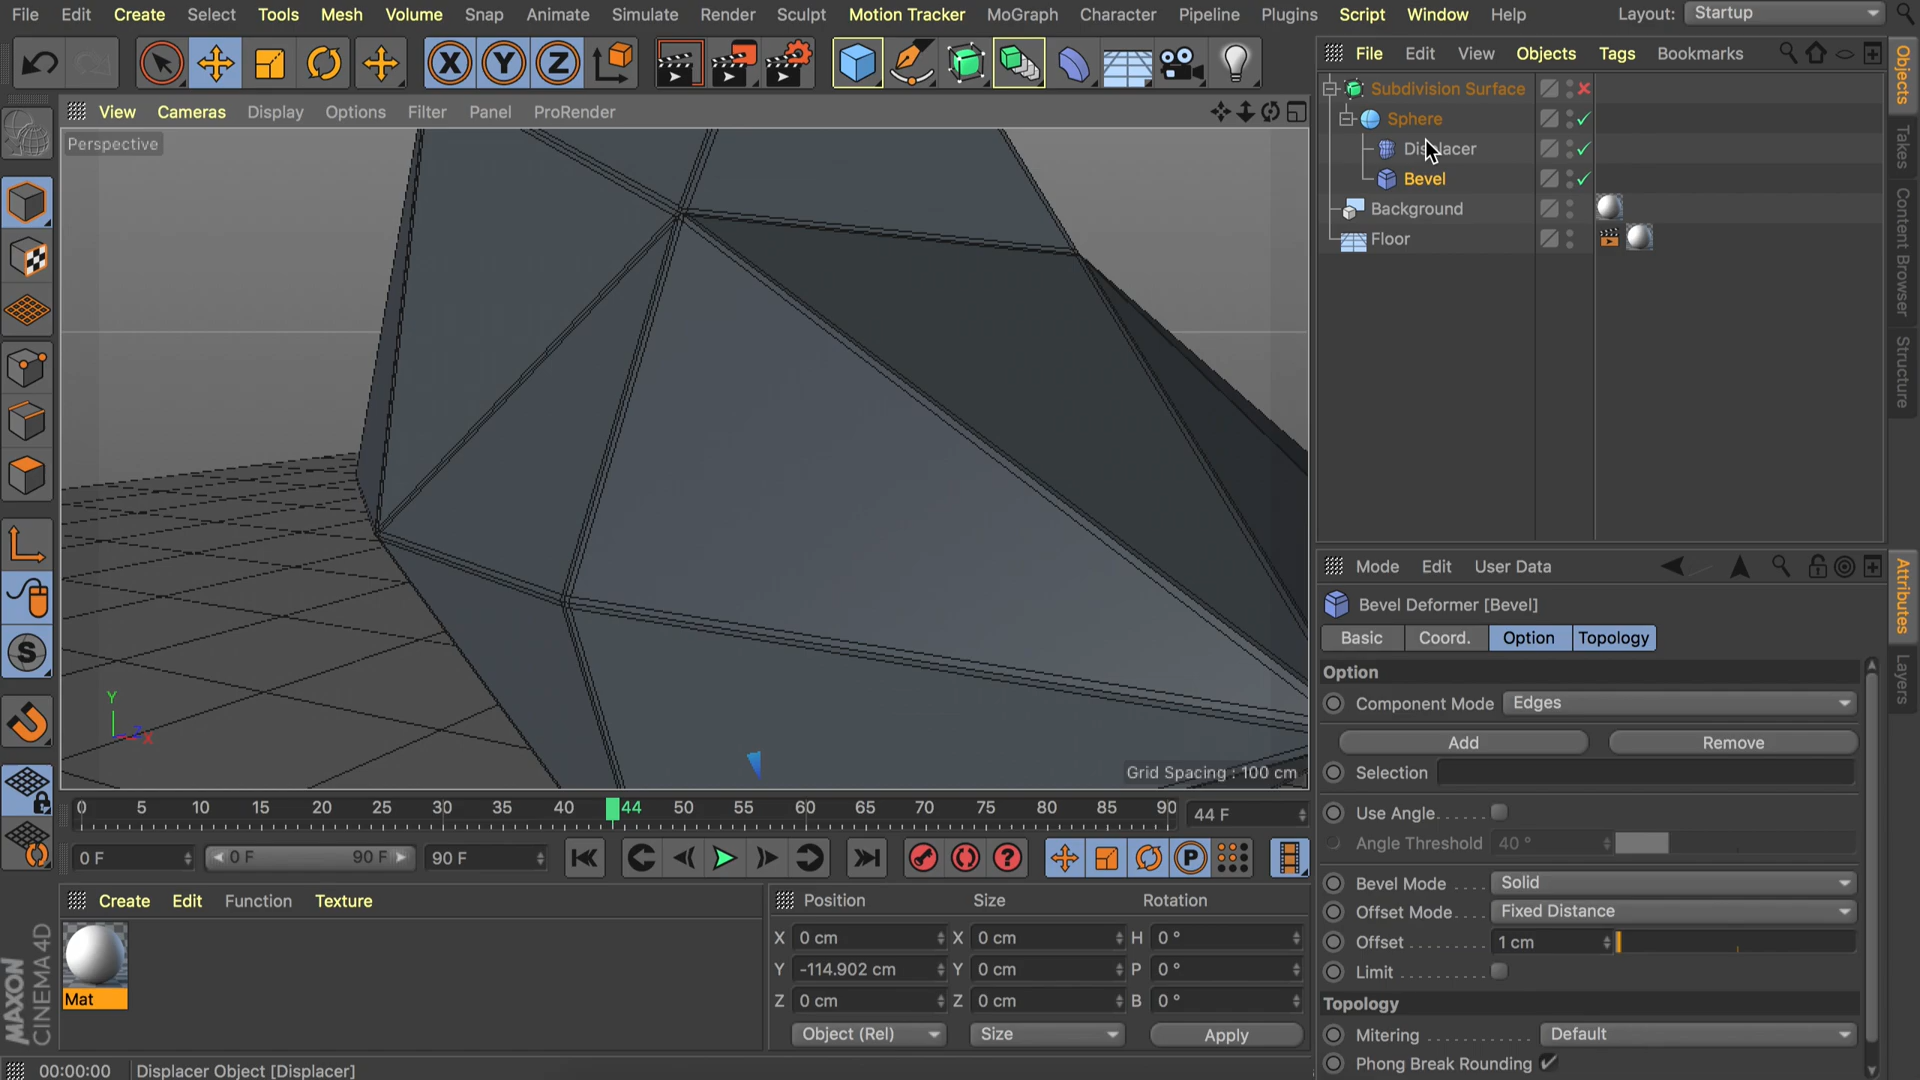 File Edit Create Select Tools Mesh Volume Snap Animate Simulate Render Sculpt Motion Tracker MoGraph Character Pipeline Plugins Script Window Help Layout: Startup
X Y Z
File Edit View Objects Tags Bookmarks
View Cameras Display Options Filter Panel ProRender
Perspective
Subdivision Surface
Sphere
Displacer
Bevel
Background
Floor
Objects
Takes
Content Browser
Structure
Mode Edit User Data
Bevel Deformer [Bevel]
Basic Coord. Option Topology
Option
Component Mode Edges
Add Remove
Selection
Use Angle
Angle Threshold 40 °
Bevel Mode Solid
Offset Mode Fixed Distance
Offset 1 cm
Limit
Topology
Mitering Default
Phong Break Rounding
Attributes
Layers
S
Y
Z
X
Grid Spacing : 100 cm
0 5 10 15 20 25 30 35 40 44 50 55 60 65 70 75 80 85 90 44 F
0 F 0 F 90 F 90 F P
Create Edit Function Texture
Mat
Position Size Rotation
X 0 cm X 0 cm H 0 °
Y -114.902 cm Y 0 cm P 0 °
Z 0 cm Z 0 cm B 0 °
Object (Rel) Size Apply
MAXON
CINEMA 4D
00:00:00 Displacer Object [Displacer]